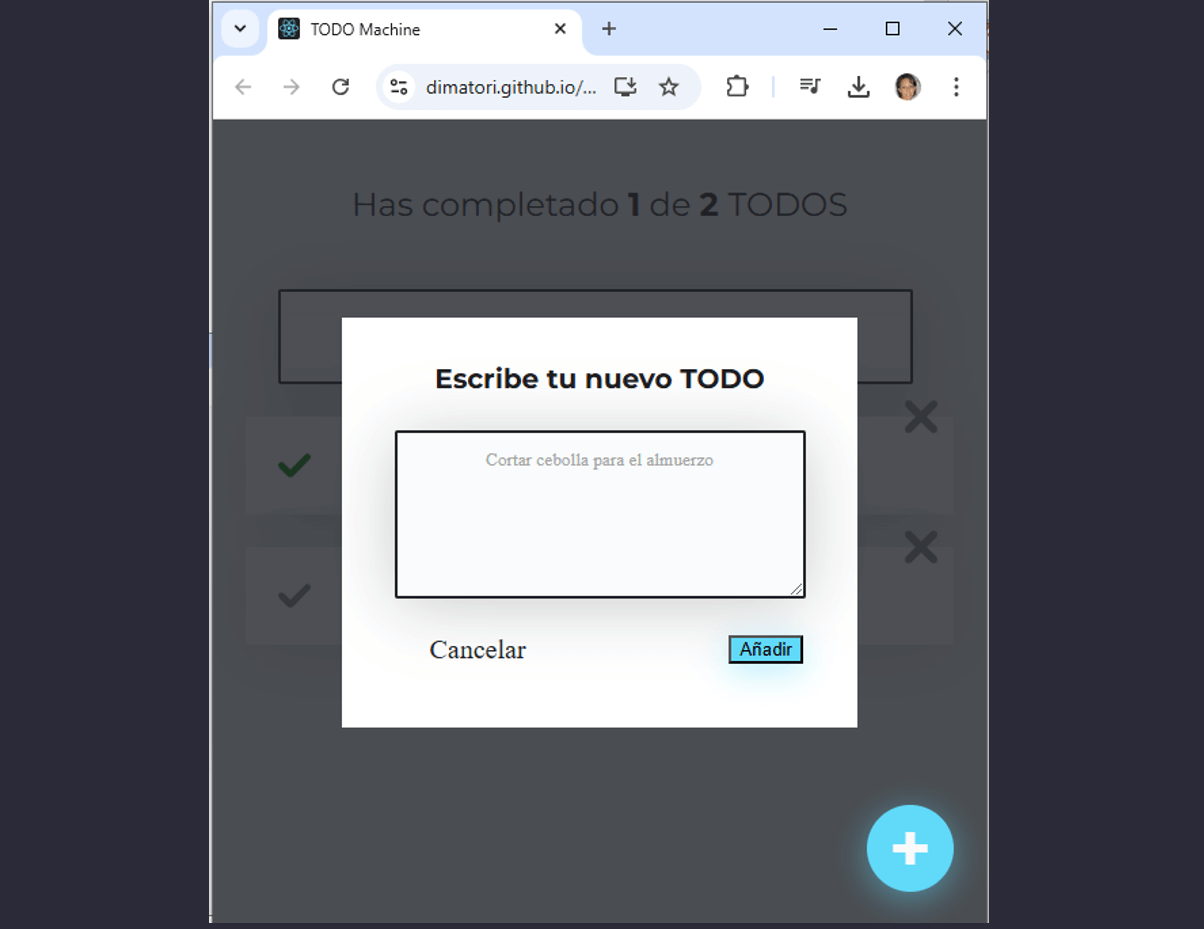 TODO Machine
dimatori.github.io/...
Has completado 1 de 2 TODOS
Escribe tu nuevo TODO
Cortar cebolla para el almuerzo
Cancelar
Añadir